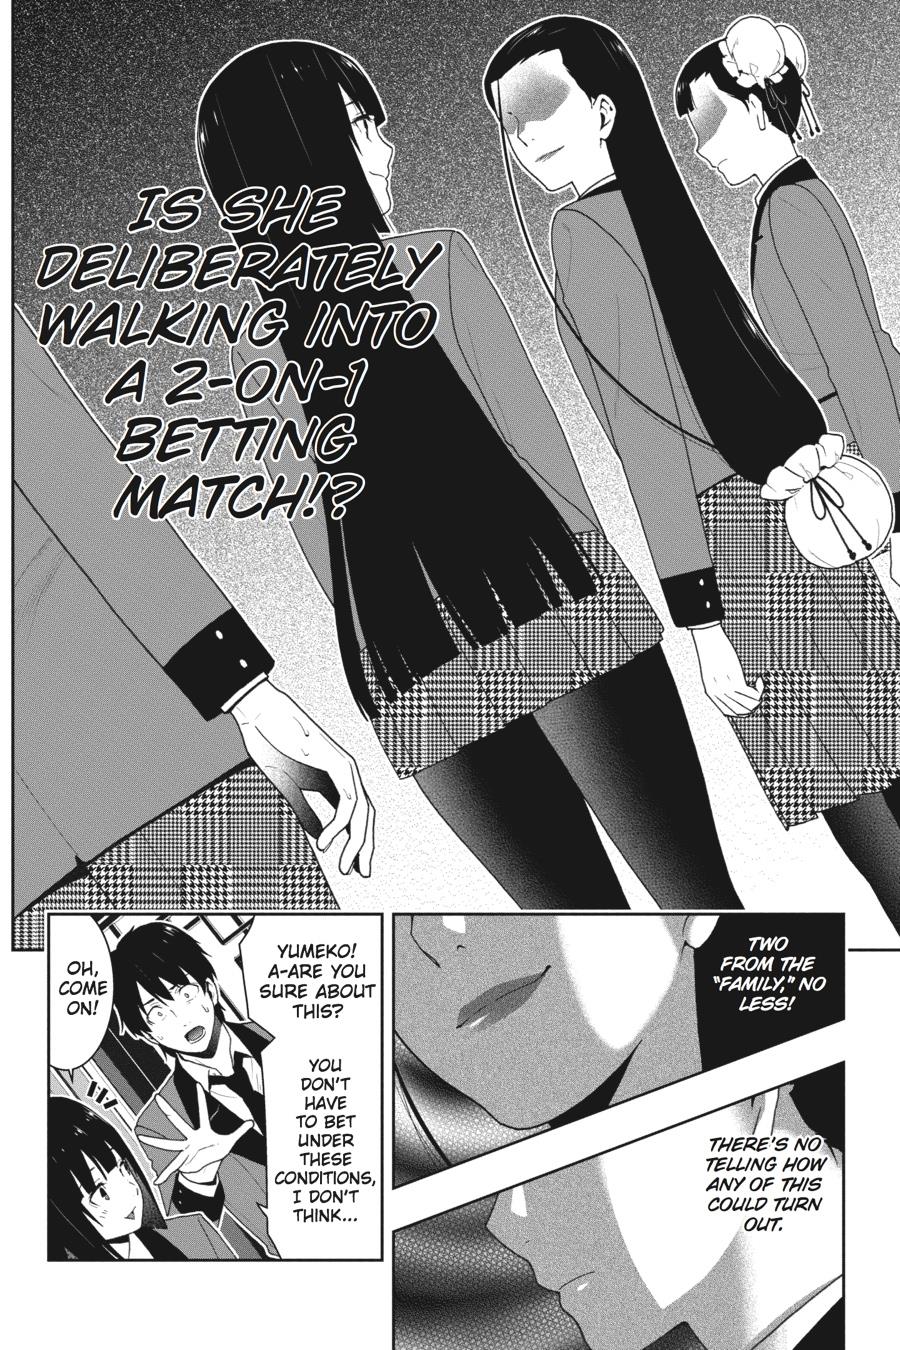 IS SHE
DELIBERATELY
WALKING INTO
A 2-ON-1
BETTING
MATCH!?
TWO
FROM THE
"FAMILY," NO
LESS!
THERE'S NO
TELLING HOW
ANY OF THIS
COULD TURN
OUT.
YUMEKO!
A-ARE YOU
SURE ABOUT
THIS?
YOU
DON'T
HAVE
TO BET
UNDER
THESE
CONDITIONS,
I DON'T
THINK...
OH,
COME
ON!